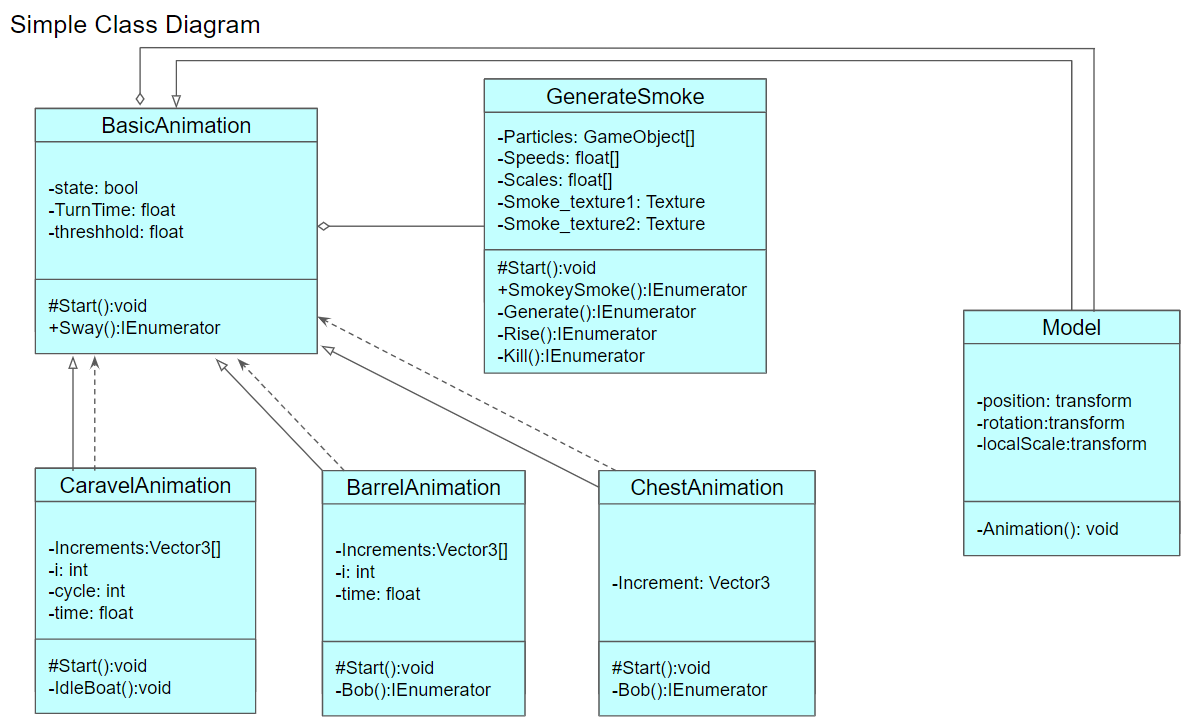 Simple Class Diagram
BasicAnimation
-state: bool
-TurnTime: float
-threshhold: float
#Start():void
+Sway():IEnumerator
GenerateSmoke
-Particles: GameObject[]
-Speeds: float[]
-Scales: float[]
-Smoke_texture1: Texture
-Smoke_texture2: Texture
#Start():void
+SmokeySmoke():IEnumerator
-Generate():IEnumerator
-Rise():IEnumerator
-Kill():IEnumerator
Model
-position: transform
-rotation:transform
-localScale:transform
-Animation(): void
CaravelAnimation
-Increments:Vector3[]
-i: int
-cycle: int
-time: float
#Start():void
-IdleBoat():void
BarrelAnimation
-Increments:Vector3[]
-i: int
-time: float
#Start():void
-Bob():IEnumerator
ChestAnimation
-Increment: Vector3
#Start():void
-Bob():IEnumerator